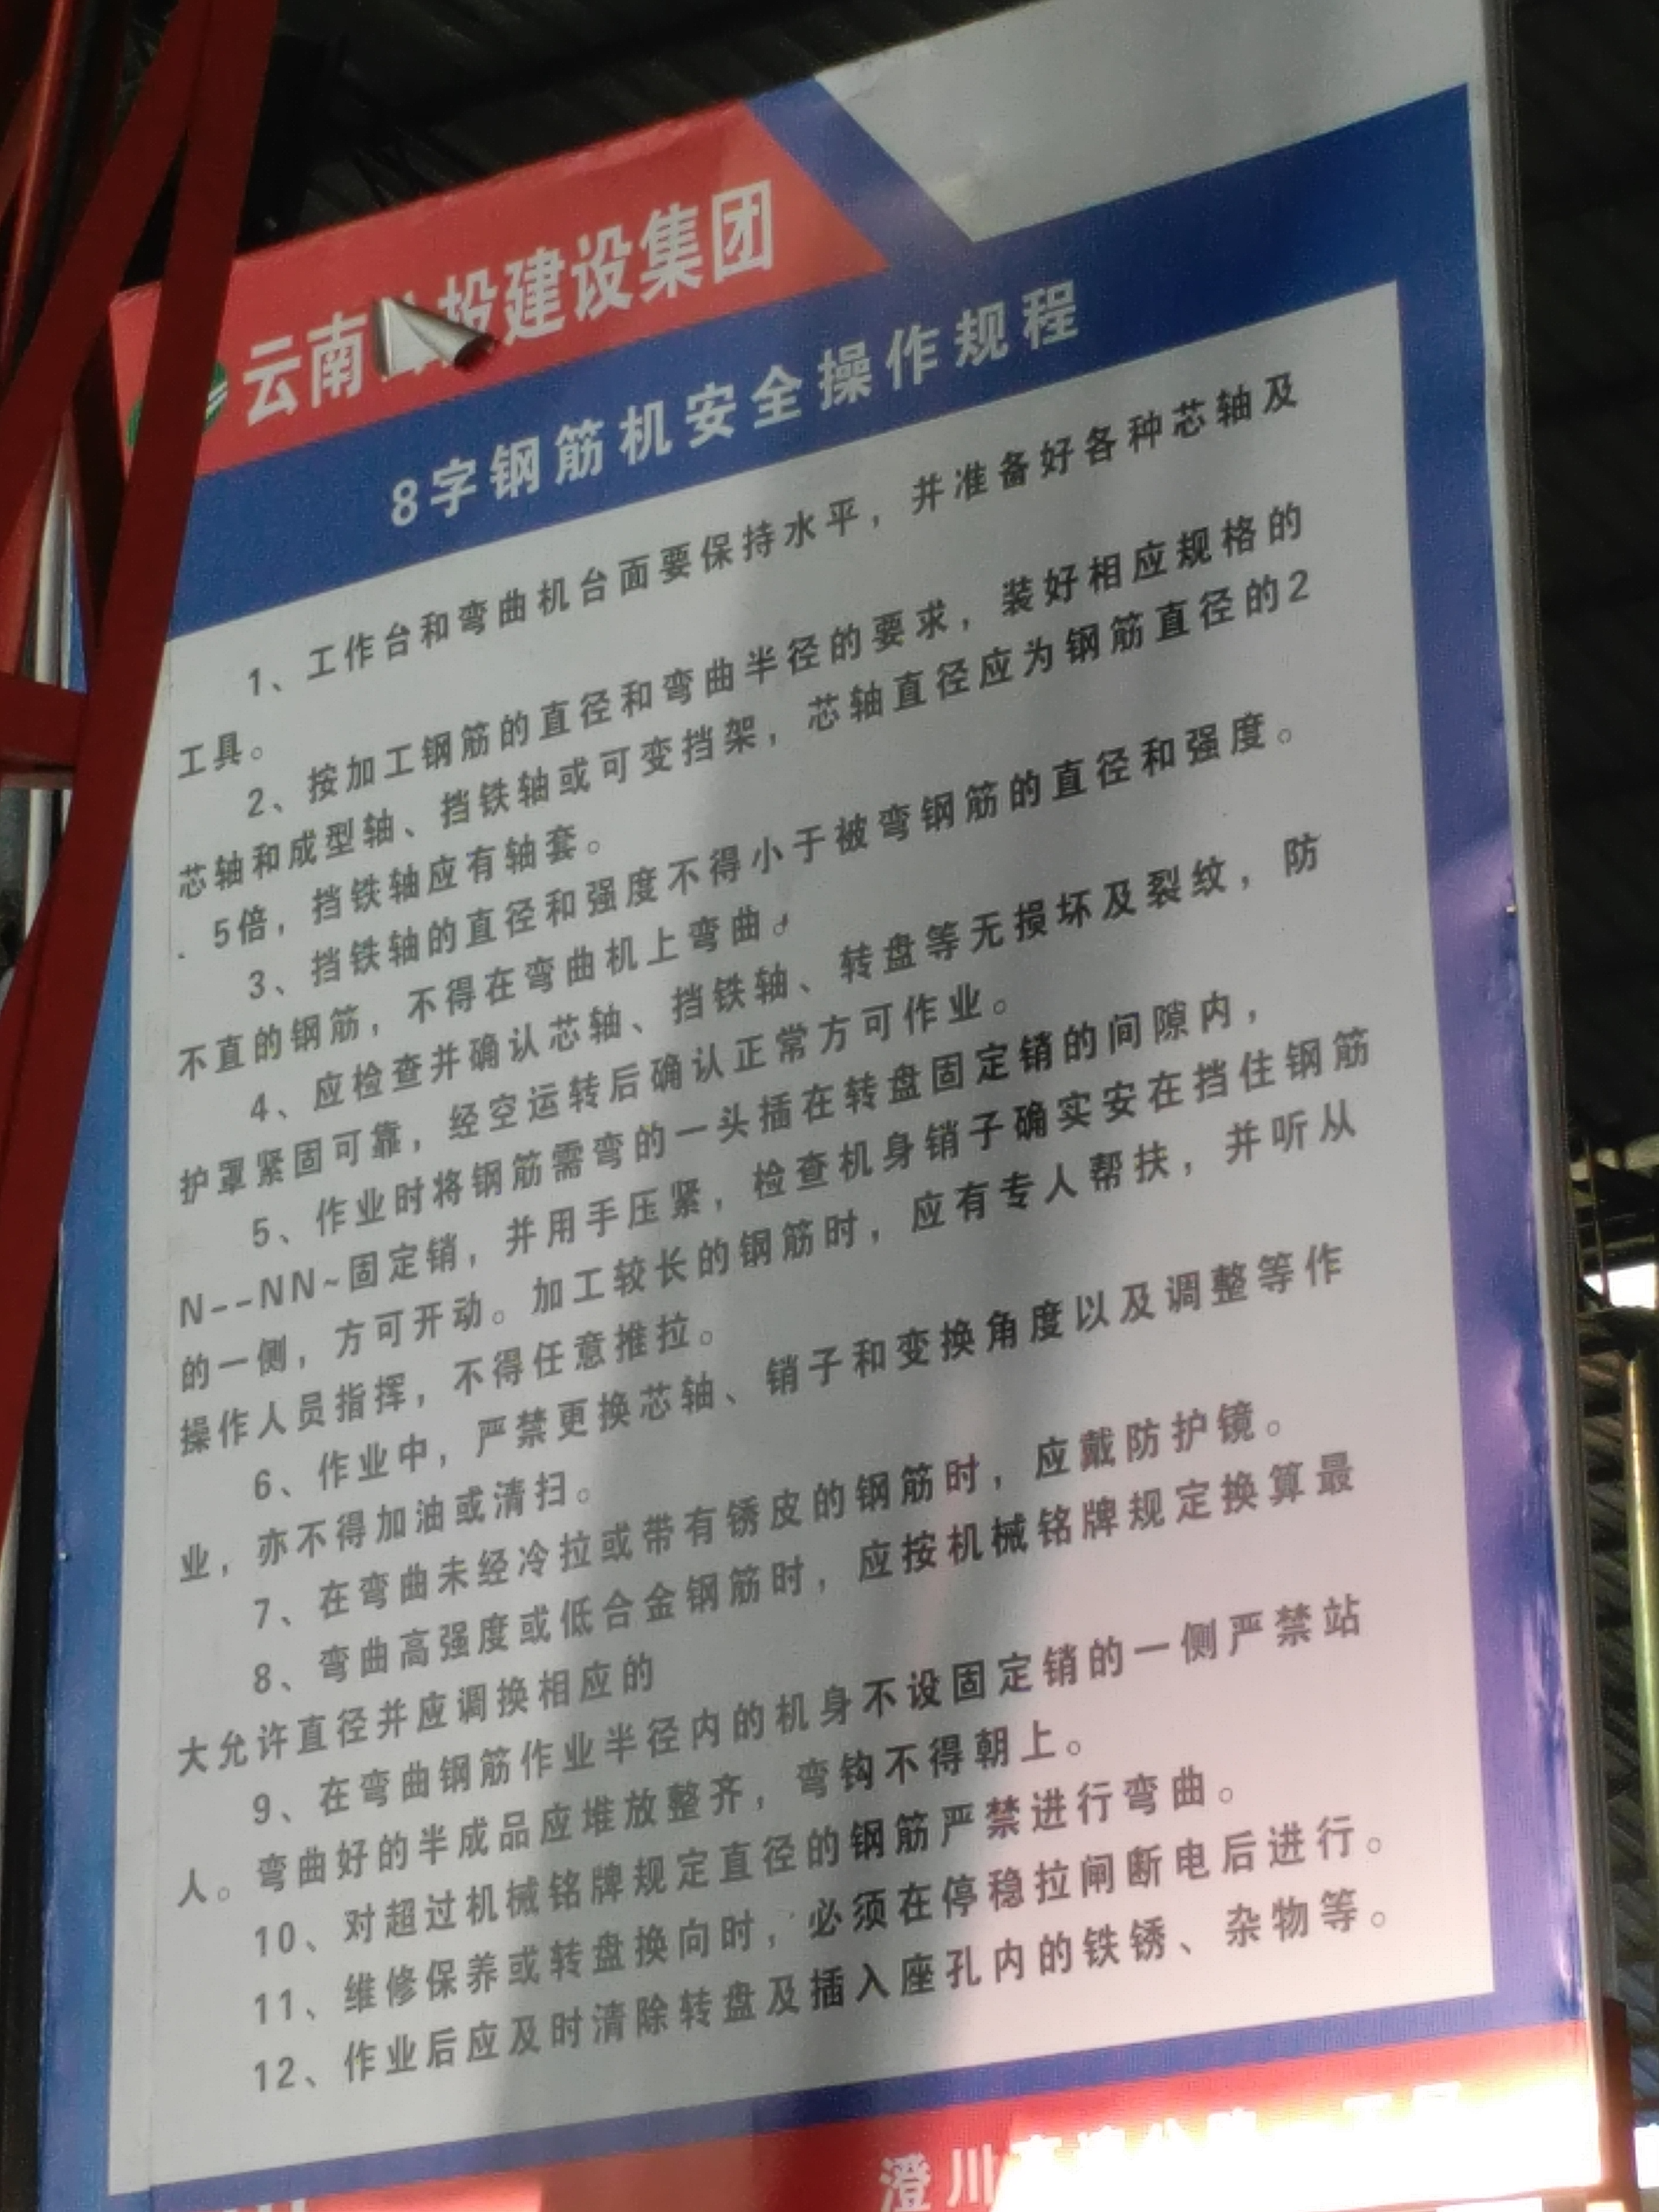 云南 投建设集团
8字钢筋机安全操作规程
1、工作台和弯曲机台面要保持水平，并准备好各种芯轴及
工具。
2、按加工钢筋的直径和弯曲半径的要求，装好相应规格的
芯轴和成型轴、挡铁轴或可变挡架，芯轴直径应为钢筋直径的2
．5倍，挡铁轴应有轴套。
3、挡铁轴的直径和强度不得小于被弯钢筋的直径和强度。
不直的钢筋，不得在弯曲机上弯曲。
4、应检查并确认芯轴、挡铁轴、转盘等无损坏及裂纹，防
护罩紧固可靠，经空运转后确认正常方可作业。
5、作业时将钢筋需弯的一头插在转盘固定销的间隙内，
N--NN~固定销，并用手压紧，检查机身销子确实安在挡住钢筋
的一侧，方可开动。加工较长的钢筋时，应有专人帮扶，并听从
操作人员指挥，不得任意推拉。
6、作业中，严禁更换芯轴、销子和变换角度以及调整等作
业，亦不得加油或清扫。
7、在弯曲未经冷拉或带有锈皮的钢筋时，应戴防护镜。
8、弯曲高强度或低合金钢筋时，应按机械铭牌规定换算最
大允许直径并应调换相应的
9、在弯曲钢筋作业半径内的机身不设固定销的一侧严禁站
人。弯曲好的半成品应堆放整齐，弯钩不得朝上。
10、对超过机械铭牌规定直径的钢筋严禁进行弯曲。
11、维修保养或转盘换向时，必须在停稳拉闸断电后进行。
12、作业后应及时清除转盘及插入座孔内的铁锈、杂物等。
澄川